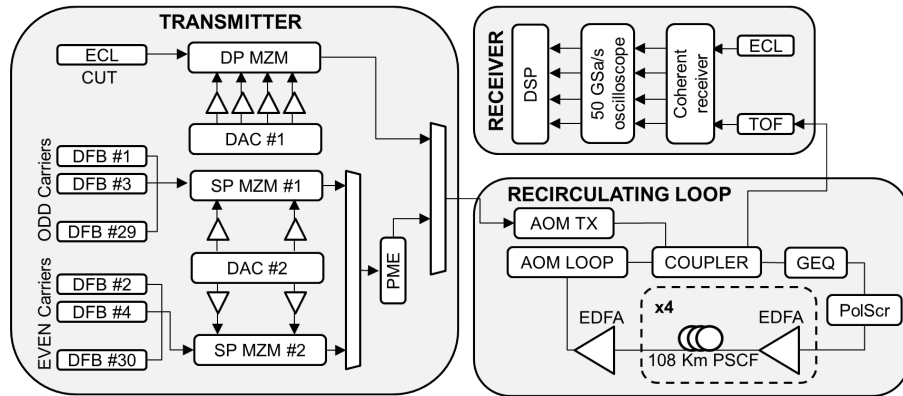 TRANSMITTER
ECL
CUT
DP MZM
DAC #1
ODD Carriers
DFB #1
DFB #3
DFB #29
SP MZM #1
DAC #2
EVEN Carriers
DFB #2
DFB #4
DFB #30
SP MZM #2
PME
RECEIVER
DSP
50 GSa/s
oscilloscope
Coherent
receiver
ECL
TOF
RECIRCULATING LOOP
AOM TX
AOM LOOP
COUPLER
GEQ
PolScr
x4
EDFA
EDFA
108 Km PSCF